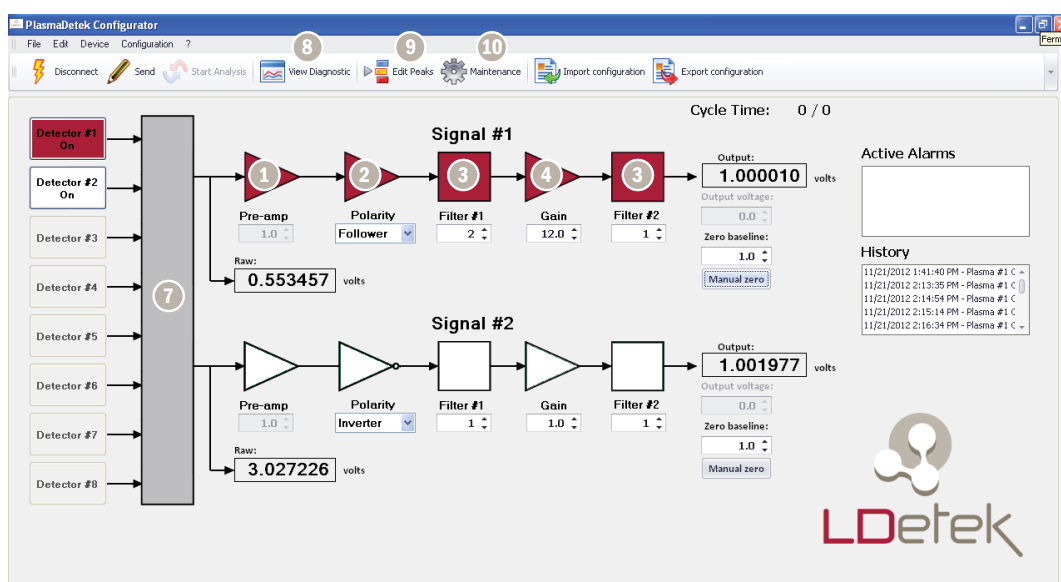 PlasmaDetek Configurator
Ferm
File Edit Device Configuration ?
8 9 10
Disconnect Send Start Analysis View Diagnostic Edit Peaks Maintenance Import configuration Export configuration
Cycle Time: 0 / 0
Detector #1
On
Detector #2
On
Detector #3
Detector #4
Detector #5
Detector #6
Detector #7
Detector #8
7
Signal #1
1 2 3 4 3
Pre-amp Polarity Filter #1 Gain Filter #2
1.0 Follower 2 12.0 1
Raw:
0.553457 volts
Output:
1.000010 volts
Output voltage:
0.0
Zero baseline:
1.0
Manual zero
Signal #2
Pre-amp Polarity Filter #1 Gain Filter #2
1.0 Inverter 1 1.0 1
Raw:
3.027226 volts
Output:
1.001977 volts
Output voltage:
0.0
Zero baseline:
1.0
Manual zero
Active Alarms
History
11/21/2012 1:41:40 PM - Plasma #1 C
11/21/2012 2:13:35 PM - Plasma #1 C
11/21/2012 2:14:54 PM - Plasma #1 C
11/21/2012 2:15:14 PM - Plasma #1 C
11/21/2012 2:16:34 PM - Plasma #1 C
LDetek